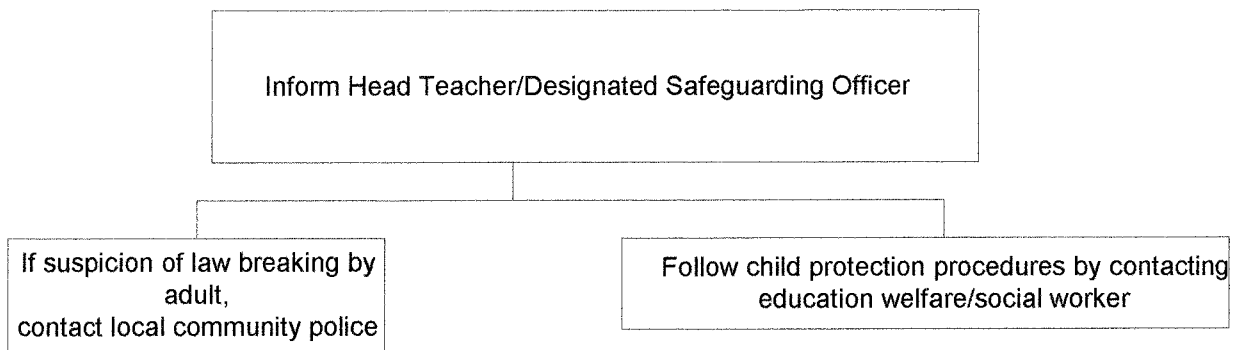 Inform Head Teacher/Designated Safeguarding Officer
If suspicion of law breaking by
adult,
contact local community police
Follow child protection procedures by contacting
education welfare/social worker